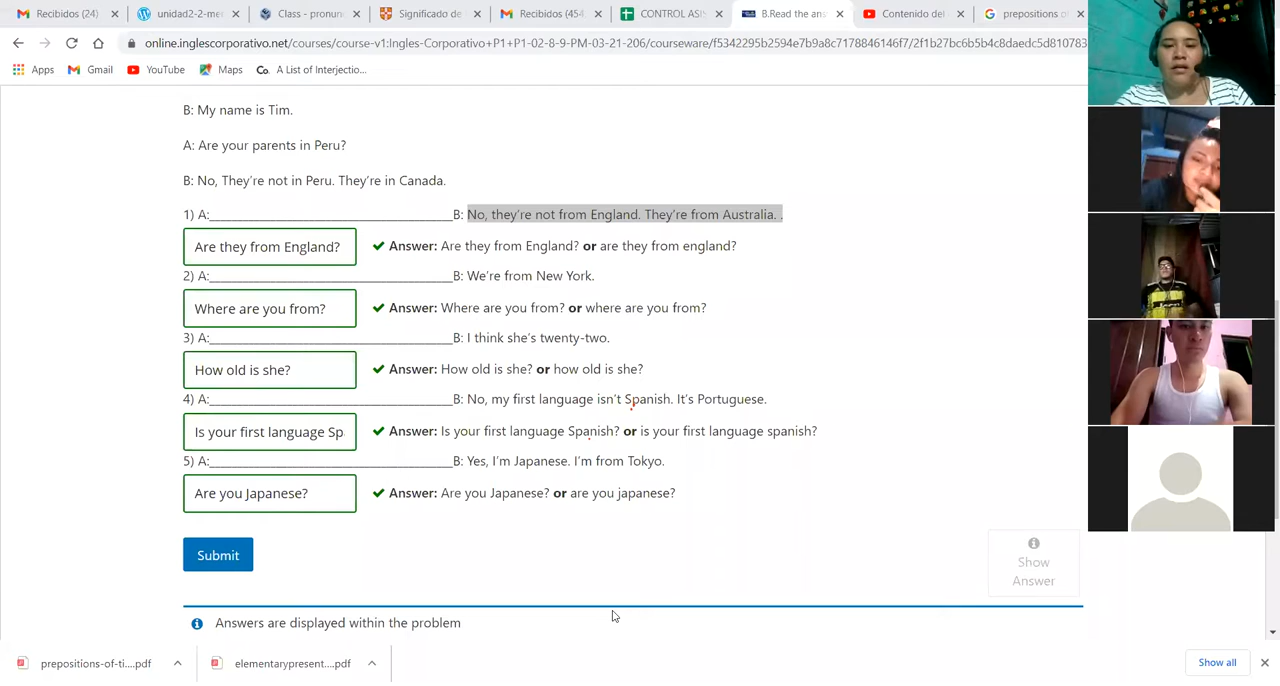 Recibidos (24)
unidad2-2-me
Class - pronun
Significado de
Recibidos (454
CONTROL ASI
B.Read the ans
Contenido del
prepositions of
online.inglescorporativo.net/courses/course-v1:Ingles-Corporativo+P1+P1-02-8-9-PM-03-21-206/courseware/f5342295b2594e7b9a8c7178846146f7/2f1b27bc6b5b4c8daedc5d810783
Apps
Gmail
YouTube
Maps
Co.
A List of Interjectio...
B: My name is Tim.
A: Are your parents in Peru?
B: No, They're not in Peru. They're in Canada.
1) A:______________________________B: No, they're not from England. They're from Australia. .
Are they from England?
Answer: Are they from England? or are they from england?
2) A:______________________________B: We're from New York.
Where are you from?
Answer: Where are you from? or where are you from?
3) A:______________________________B: I think she's twenty-two.
How old is she?
Answer: How old is she? or how old is she?
4) A:______________________________B: No, my first language isn't Spanish. It's Portuguese.
Is your first language Sp
Answer: Is your first language Spanish? or is your first language spanish?
5) A:______________________________B: Yes, I'm Japanese. I'm from Tokyo.
Are you Japanese?
Answer: Are you Japanese? or are you japanese?
Submit
Show
Answer
Answers are displayed within the problem
prepositions-of-ti....pdf
elementarypresent....pdf
Show all